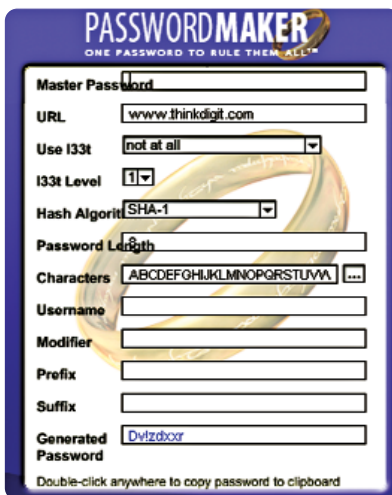 PASSWORDMAKER
ONE PASSWORD TO RULE THEM ALL™
Master Password
URL www.thinkdigit.com
Use l33t not at all
l33t Level 1
Hash Algorit SHA-1
Password Length 8
Characters ABCDEFGHIJKLMNOPQRSTUVW ...
Username
Modifier
Prefix
Suffix
Generated Dv!zdxxr
Password
Double-click anywhere to copy password to clipboard